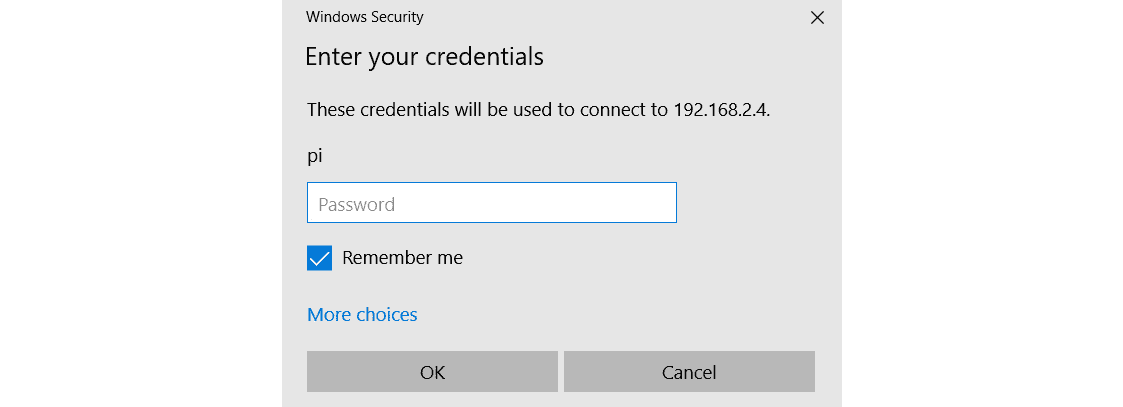 Windows Security
Enter your credentials
These credentials will be used to connect to 192.168.2.4.
pi
Password
Remember me
More choices
OK
Cancel